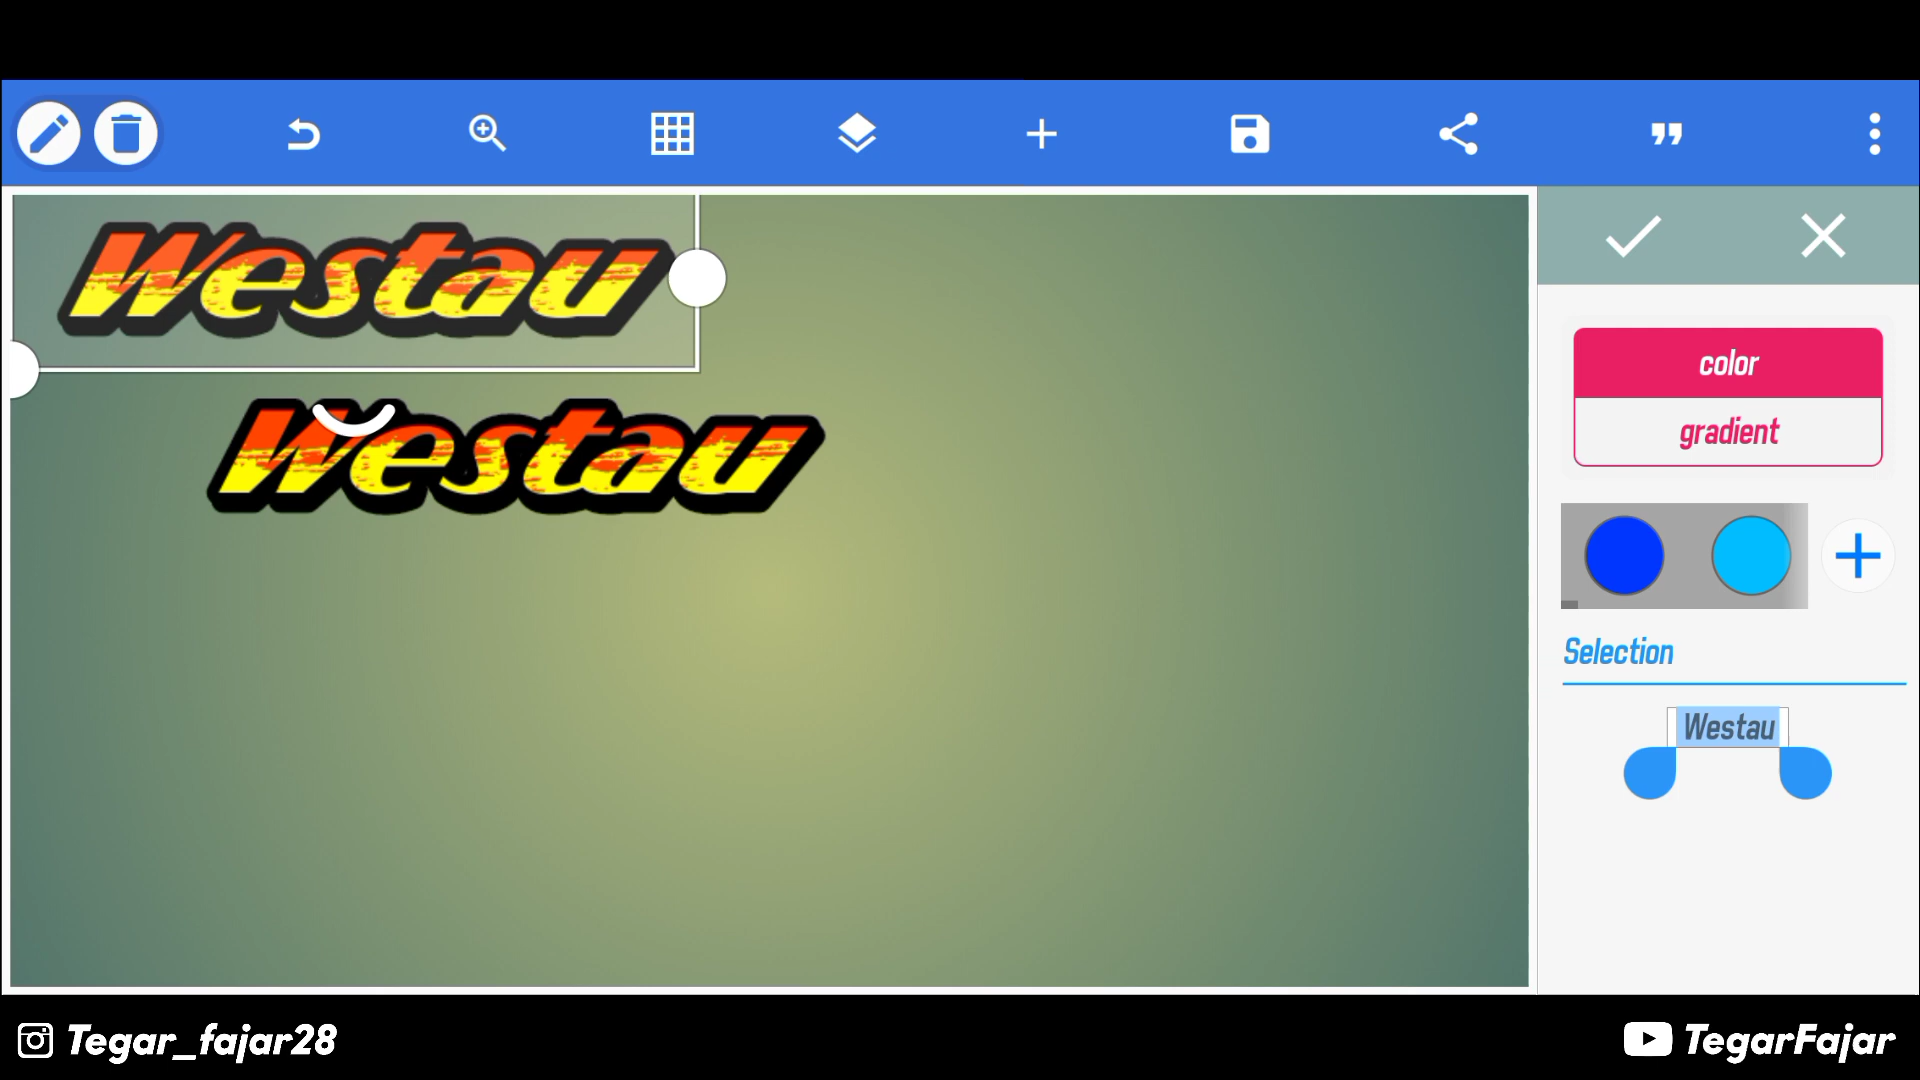 Westau
Westau
color
gradient
Selection
Westau
Tegar_fajar28
TegarFajar